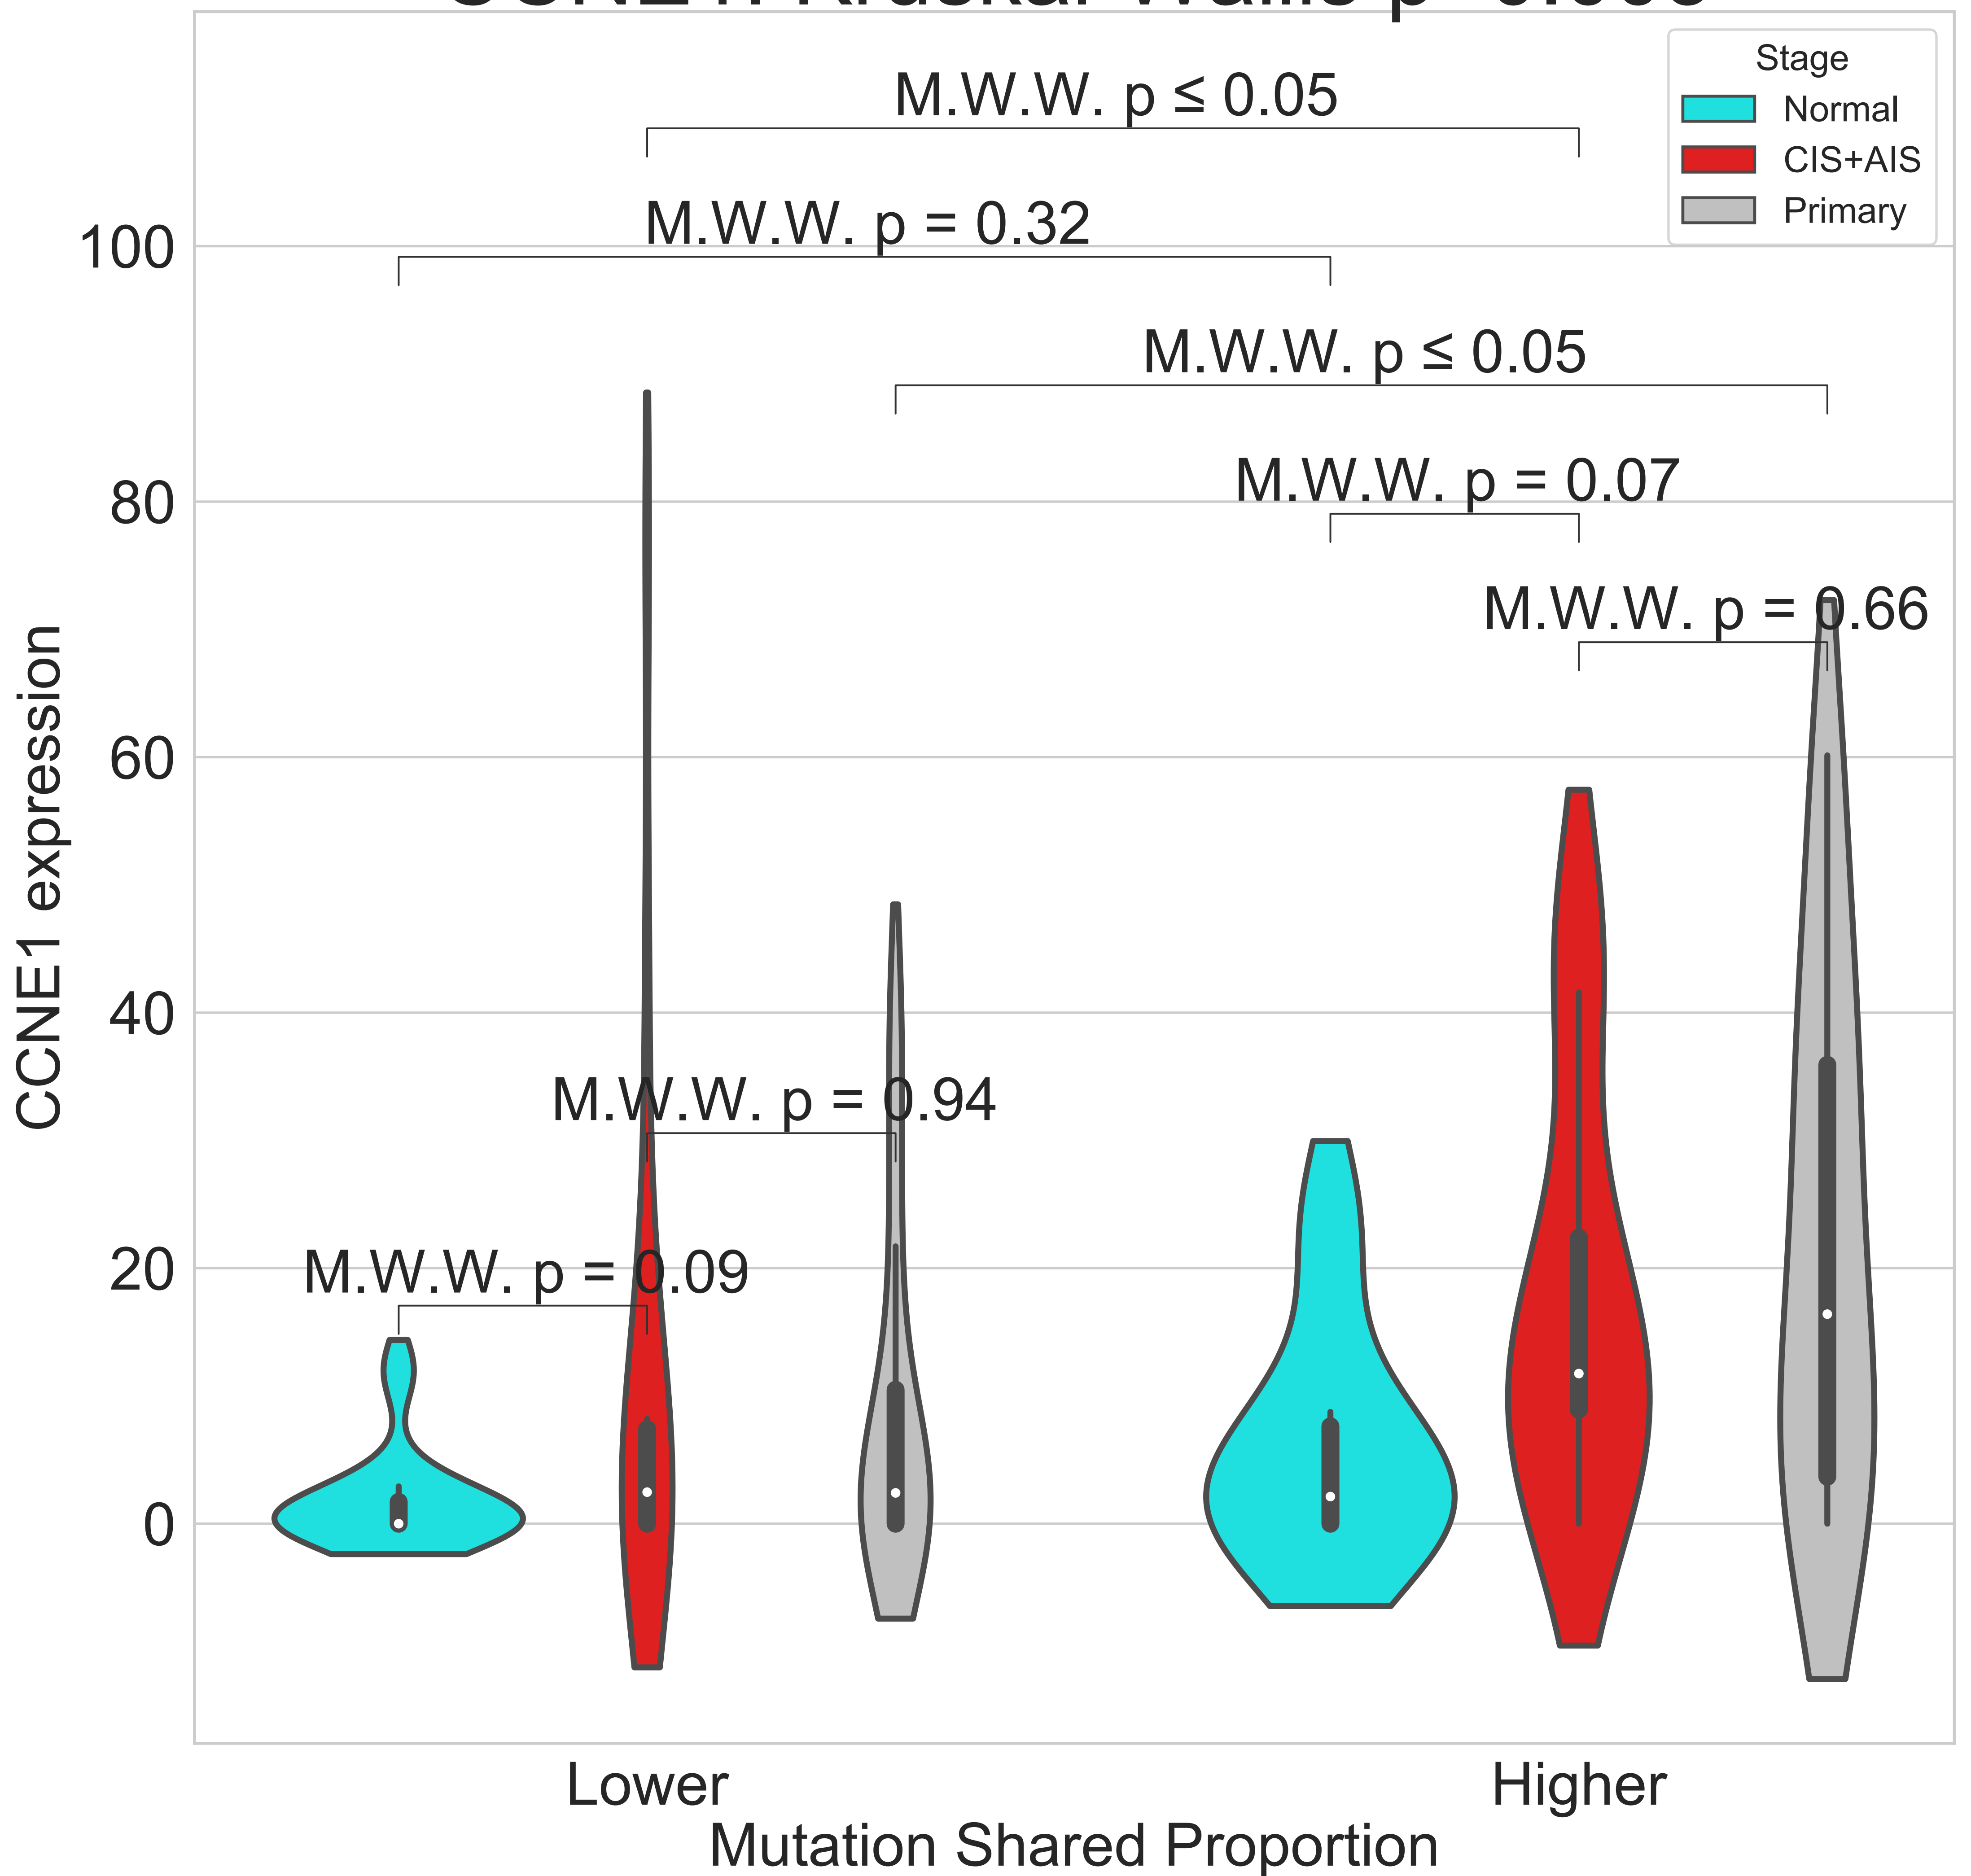 Stage
Normal
CIS+AIS
Primary
M.W.W. p ≤ 0.05
M.W.W. p = 0.32
M.W.W. p ≤ 0.05
M.W.W. p = 0.07
M.W.W. p = 0.66
M.W.W. p = 0.94
M.W.W. p = 0.09
100
80
60
40
20
0
CCNE1 expression
Lower
Higher
Mutation Shared Proportion